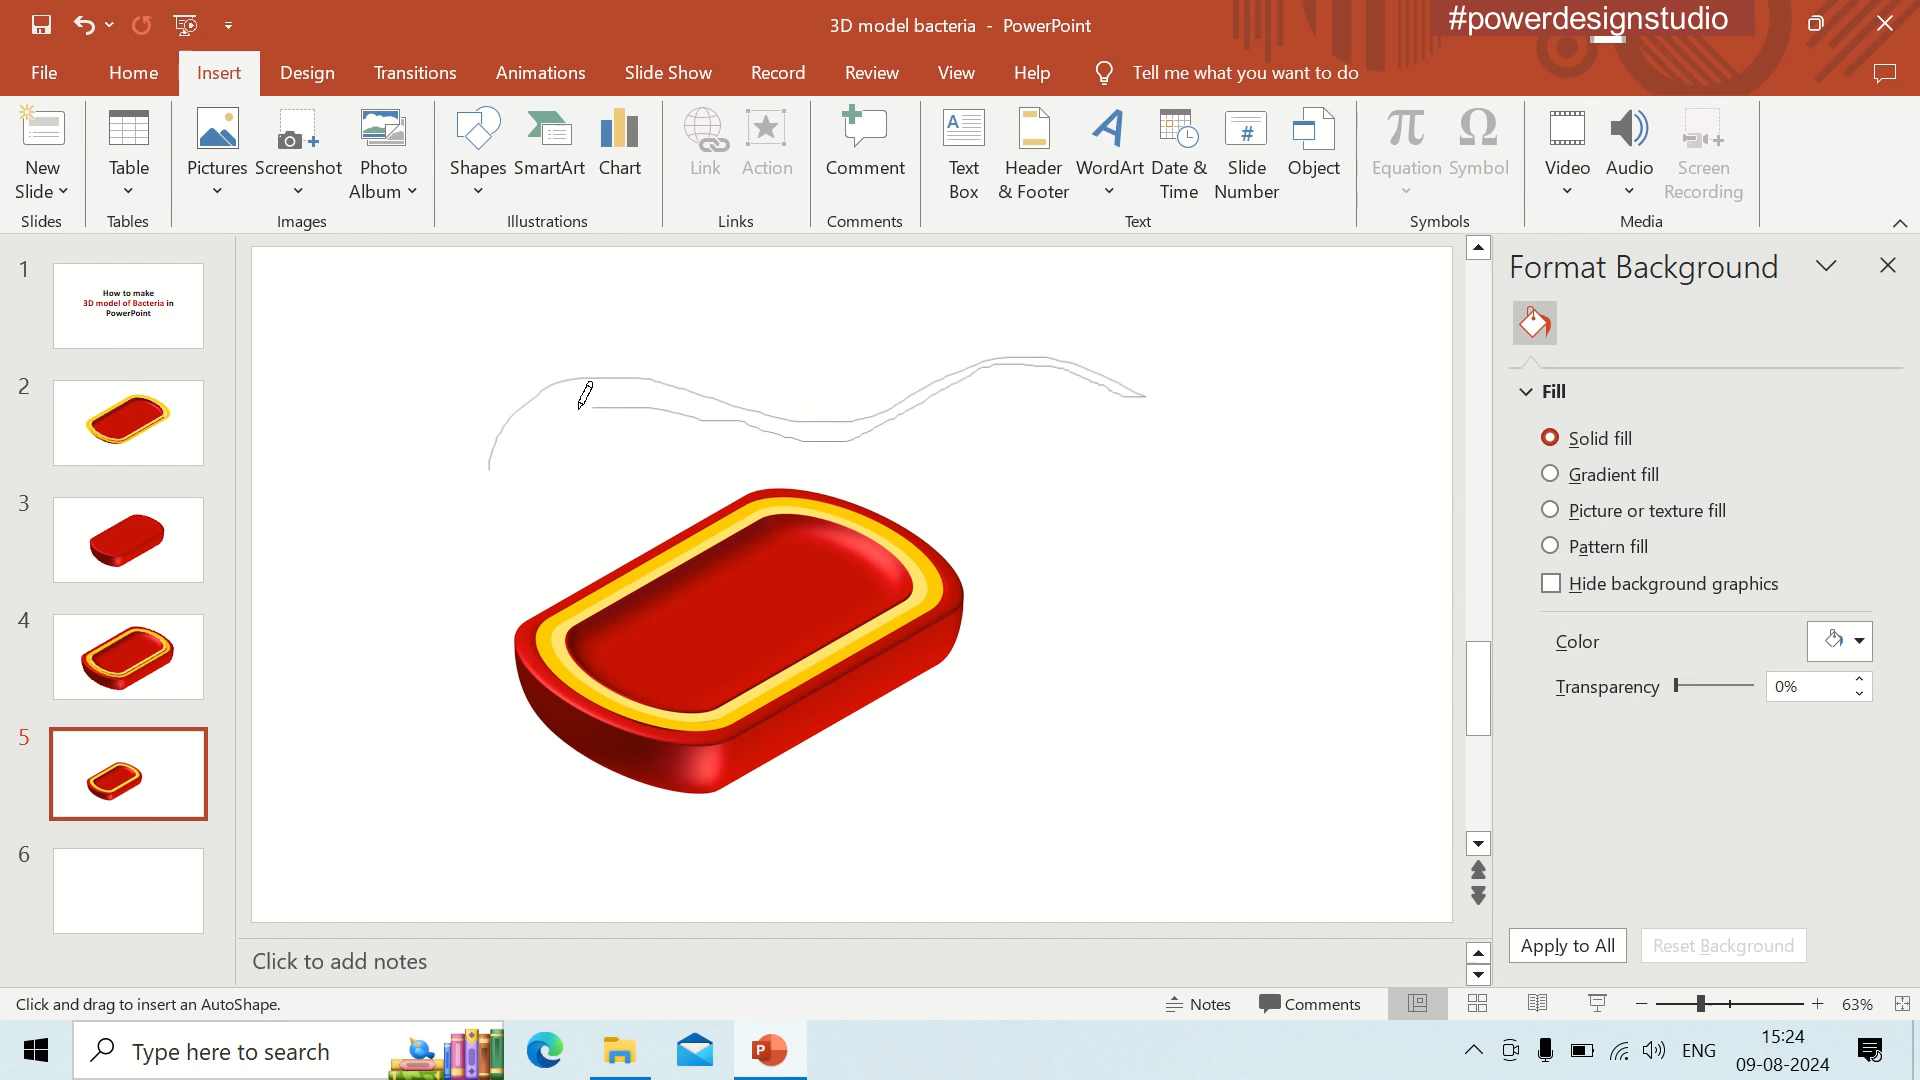 3D model bacteria - PowerPoint
#powerdesignstudio
File Home Insert Design Transitions Animations Slide Show Record Review View Help Tell me what you want to do
New Slide
Table
Pictures
Screenshot
Photo Album
Shapes
SmartArt
Chart
Link
Action
Comment
Text Box
Header & Footer
WordArt
Date & Time
Slide Number
Object
Equation
Symbol
Video
Audio
Screen Recording
Slides Tables Images Illustrations Links Comments Text Symbols Media
1
How to make
3D model of Bacteria in
PowerPoint
2
3
4
5
6
Format Background
Fill
Solid fill
Gradient fill
Picture or texture fill
Pattern fill
Hide background graphics
Color
Transparency 0%
Apply to All Reset Background
Click to add notes
Click and drag to insert an AutoShape.
Notes Comments 63%
Type here to search
ENG
15:24
09-08-2024